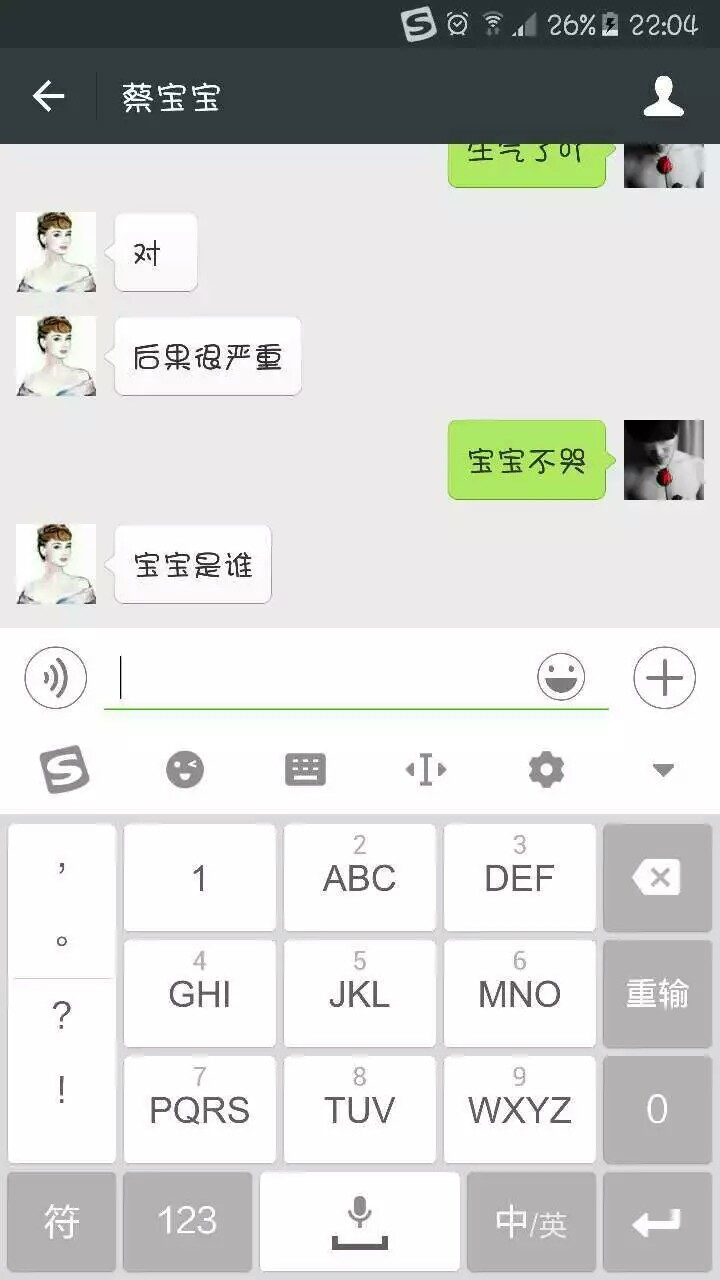 26% 22:04
蔡宝宝
生气了吖
对
后果很严重
宝宝不哭
宝宝是谁
, 1 2 ABC 3 DEF
。
? 4 GHI 5 JKL 6 MNO 重输
! 7 PQRS 8 TUV 9 WXYZ 0
符 123 中/英